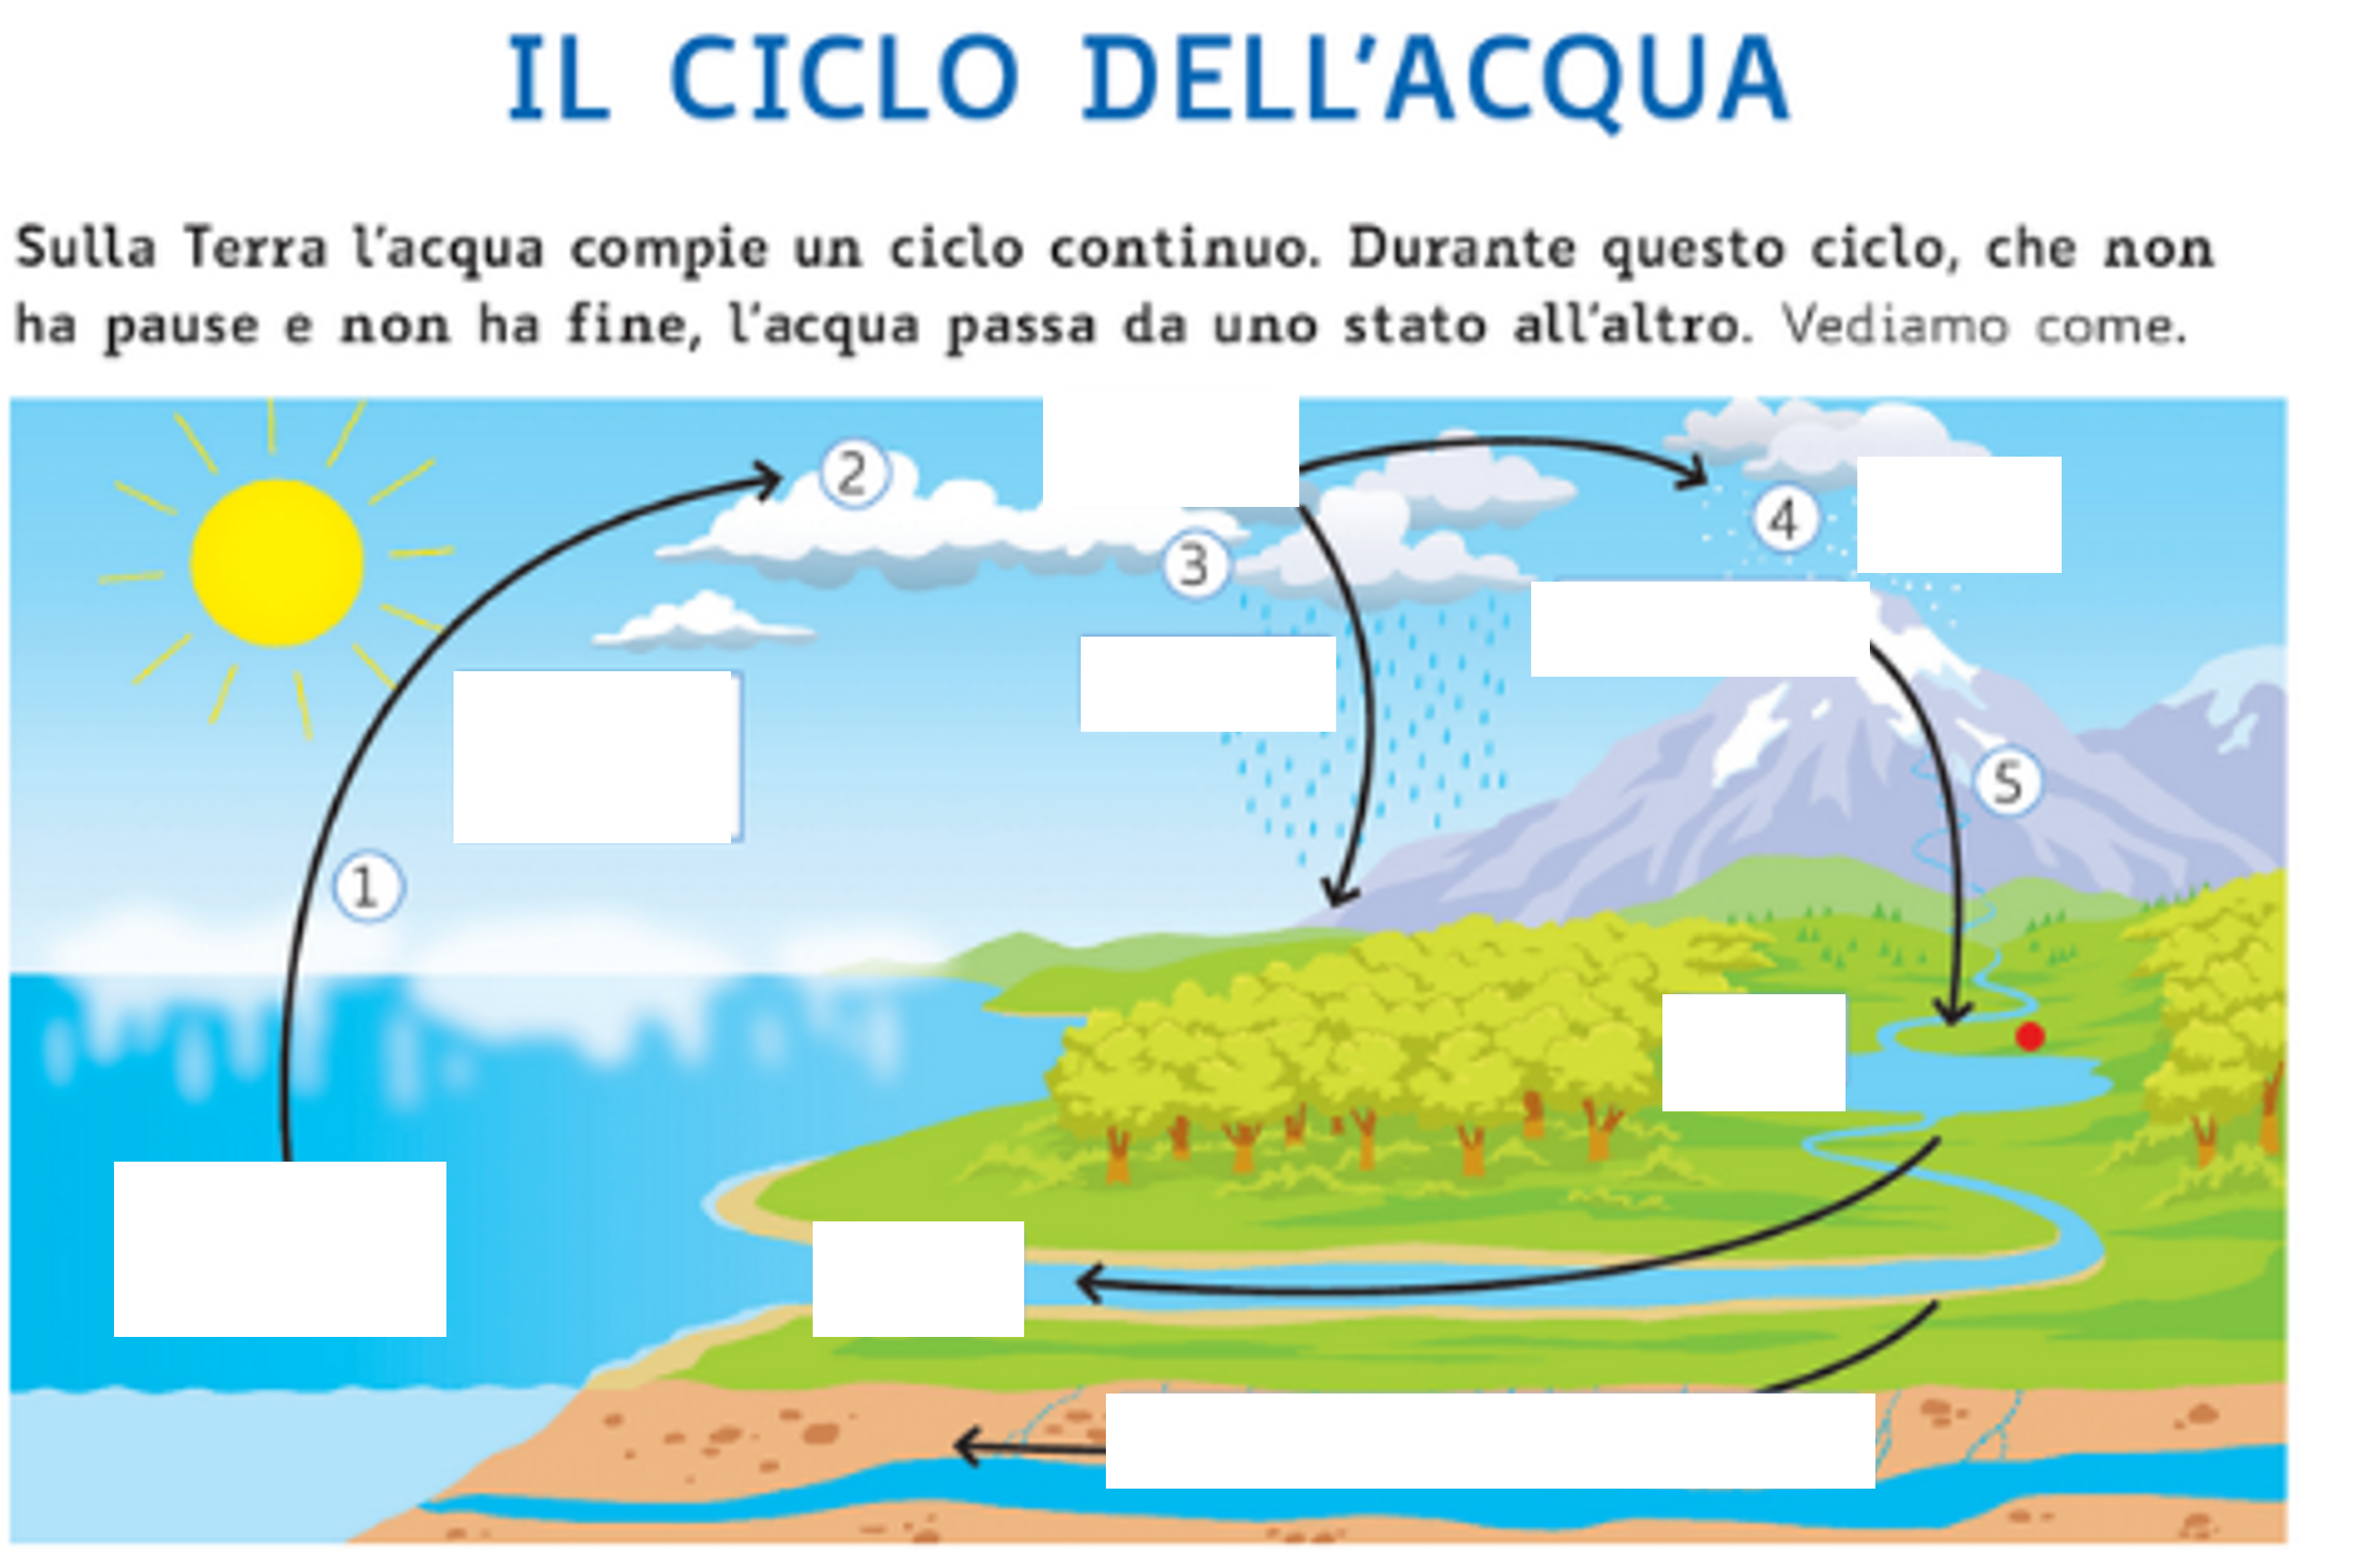 IL CICLO DELL'ACQUA
Sulla Terra l'acqua compie un ciclo continuo. Durante questo ciclo, che non
ha pause e non ha fine, l'acqua passa da uno stato all'altro. Vediamo come.
2
4
3
5
1